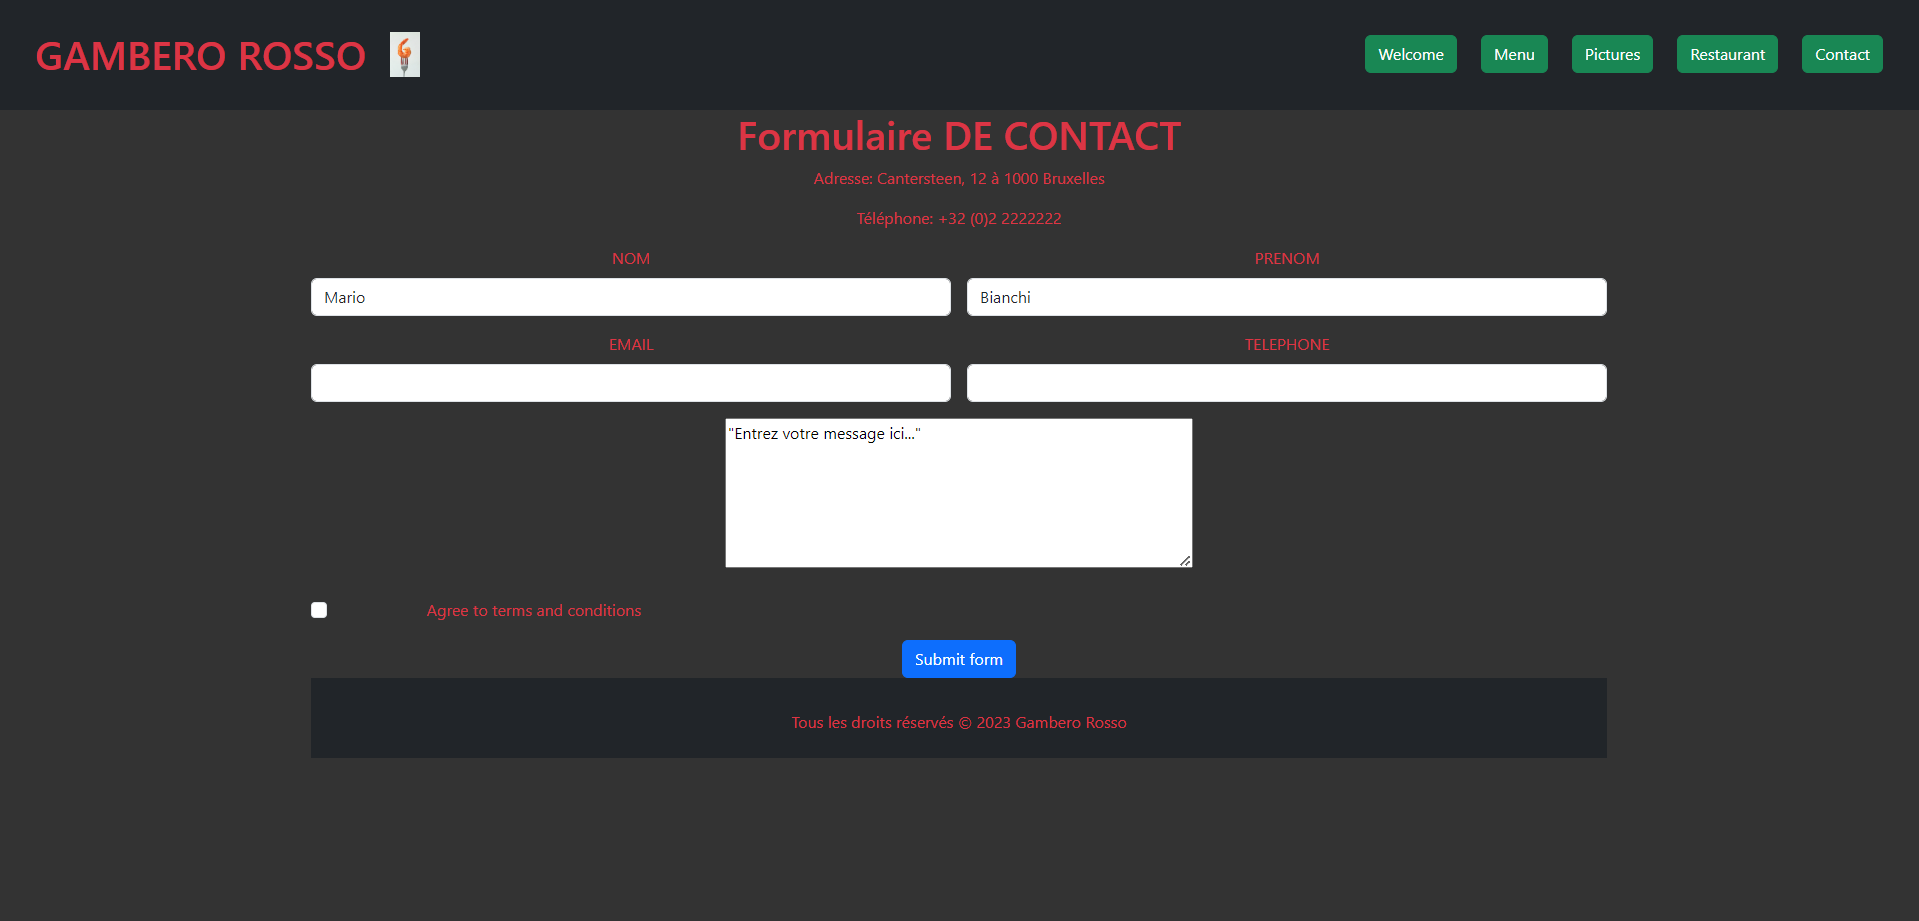 GAMBERO ROSSO
Welcome Menu Pictures Restaurant Contact
Formulaire DE CONTACT
Adresse: Cantersteen, 12 à 1000 Bruxelles
Téléphone: +32 (0)2 2222222
NOM PRENOM
Mario Bianchi
EMAIL TELEPHONE
"Entrez votre message ici..."
Agree to terms and conditions
Submit form
Tous les droits réservés © 2023 Gambero Rosso